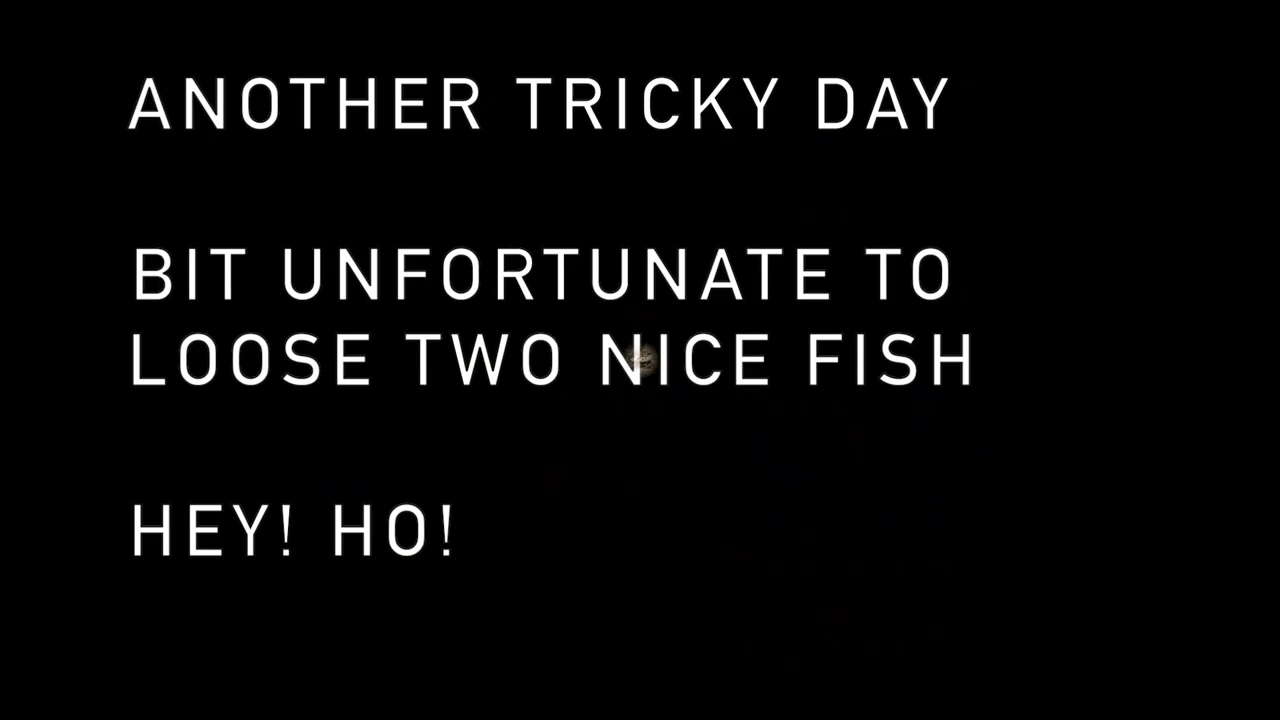 ANOTHER TRICKY DAY
BIT UNFORTUNATE TO
LOOSE TWO NICE FISH
HEY! HO!